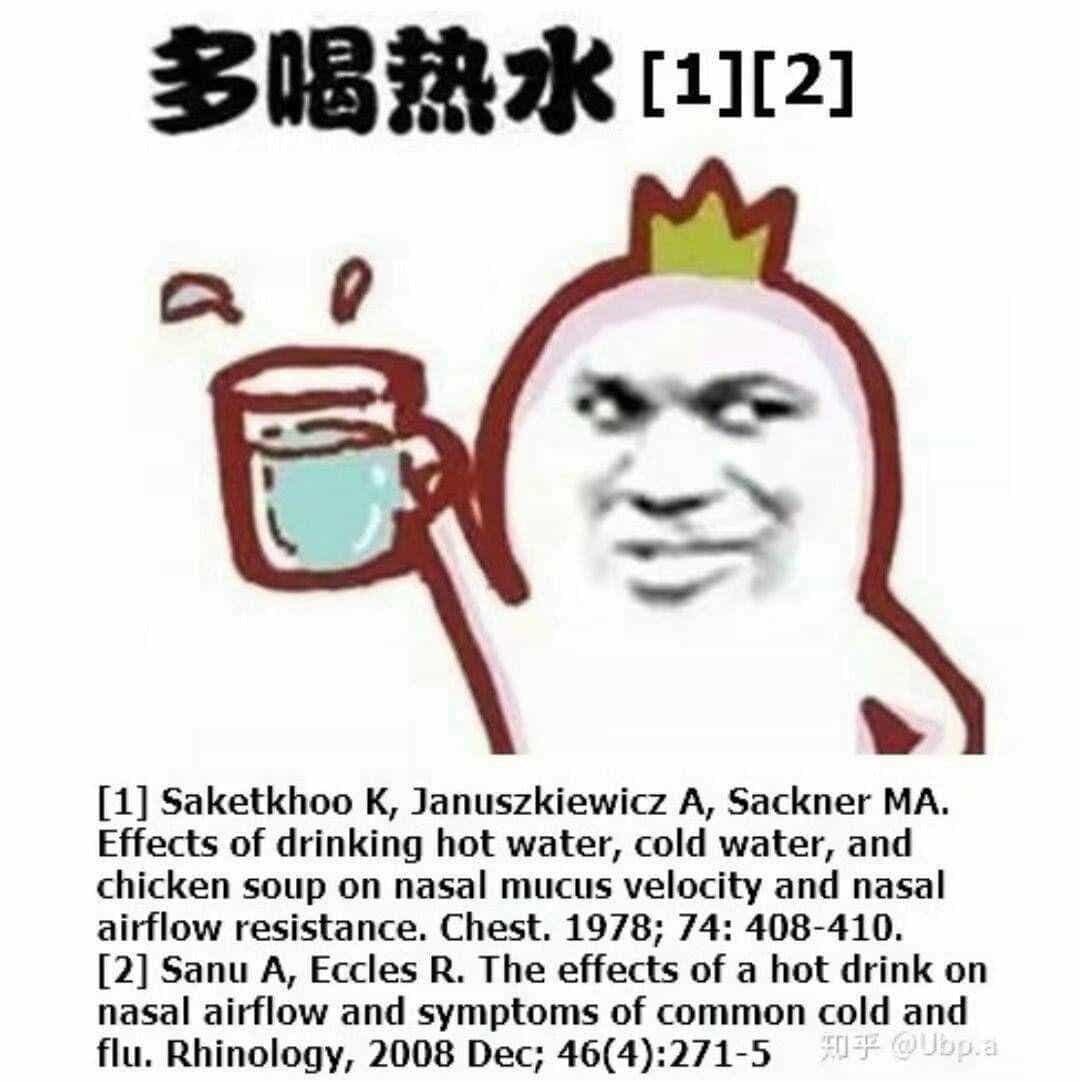 多喝热水 [1][2]
[1] Saketkhoo K, Januszkiewicz A, Sackner MA.
Effects of drinking hot water, cold water, and
chicken soup on nasal mucus velocity and nasal
airflow resistance. Chest. 1978; 74: 408-410.
[2] Sanu A, Eccles R. The effects of a hot drink on
nasal airflow and symptoms of common cold and
flu. Rhinology, 2008 Dec; 46(4):271-5
知乎 @Ubp.a